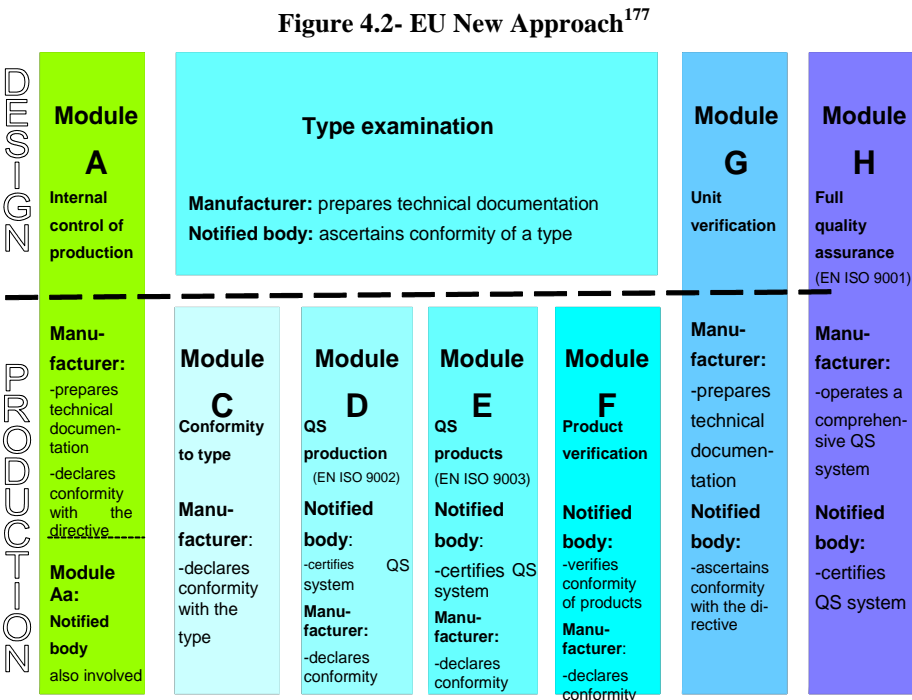 Figure 4.2- EU New Approach177
DESIGN
Module
A
Internal
control of
production
Type examination
Manufacturer: prepares technical documentation
Notified body: ascertains conformity of a type
Module
G
Unit
verification
Module
H
Full
quality
assurance
(EN ISO 9001)
PRODUCTION
Manu-
facturer:
-prepares
technical
documen-
tation
-declares
conformity
with the
directive
Module
Aa:
Notified
body
also involved
Module
C
Conformity
to type
Manu-
facturer:
-declares
conformity
with the
type
Module
D
QS
production
(EN ISO 9002)
Notified
body:
-certifies QS
system
Manu-
facturer:
-declares
conformity
Module
E
QS
products
(EN ISO 9003)
Notified
body:
-certifies QS
system
Manu-
facturer:
-declares
conformity
Module
F
Product
verification
Notified
body:
-verifies
conformity
of products
Manu-
facturer:
-declares
conformity
Manu-
facturer:
-prepares
technical
documen-
tation
Notified
body:
-ascertains
conformity
with the di-
rective
Manu-
facturer:
-operates a
comprehen-
sive QS
system
Notified
body:
-certifies
QS system